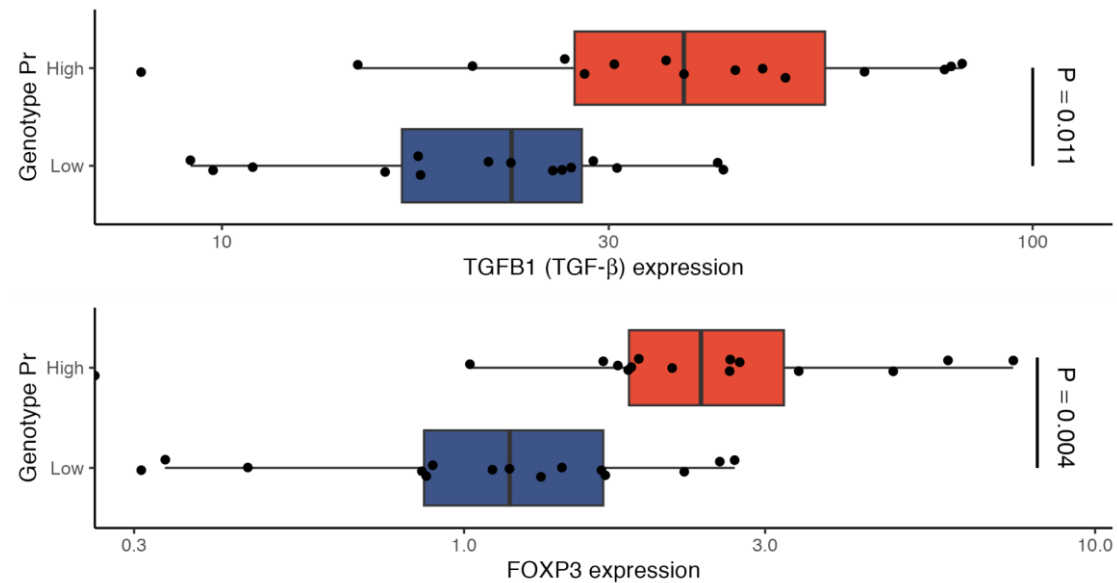 Genotype Pr
High
Low
P = 0.011
10
30
100
TGFB1 (TGF-β) expression
Genotype Pr
High
Low
P = 0.004
0.3
1.0
3.0
10.0
FOXP3 expression